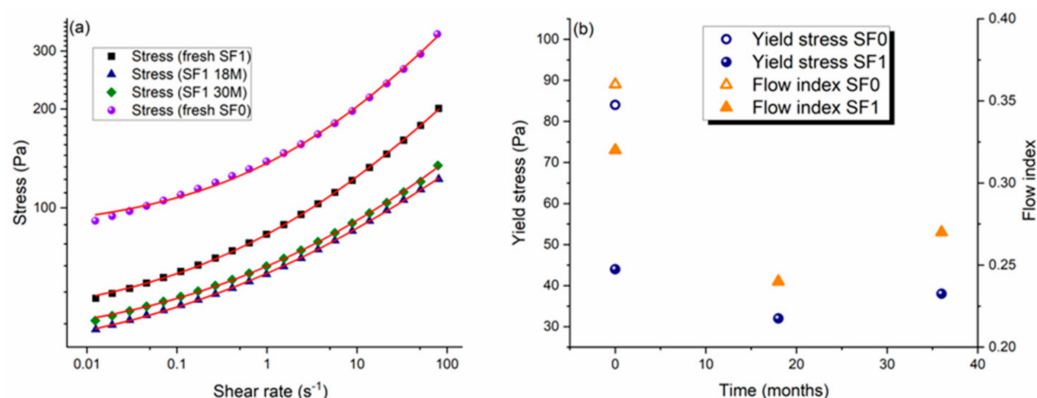 (a)
Stress (fresh SF1)
Stress (SF1 18M)
Stress (SF1 30M)
Stress (fresh SF0)
300
200
100
Stress (Pa)
0.01 0.1 1 10 100
Shear rate (s⁻¹)
(b)
Yield stress SF0
Yield stress SF1
Flow index SF0
Flow index SF1
100
90
80
70
60
50
40
30
Yield stress (Pa)
0.40
0.35
0.30
0.25
0.20
Flow index
0 10 20 30 40
Time (months)